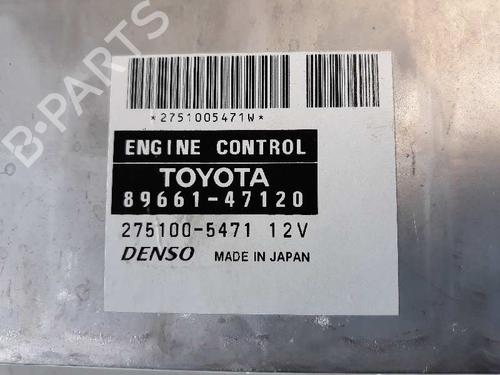 B-PARTS
*2751005471W*
ENGINE CONTROL
TOYOTA
89661-47120
275100-5471 12V
DENSO MADE IN JAPAN